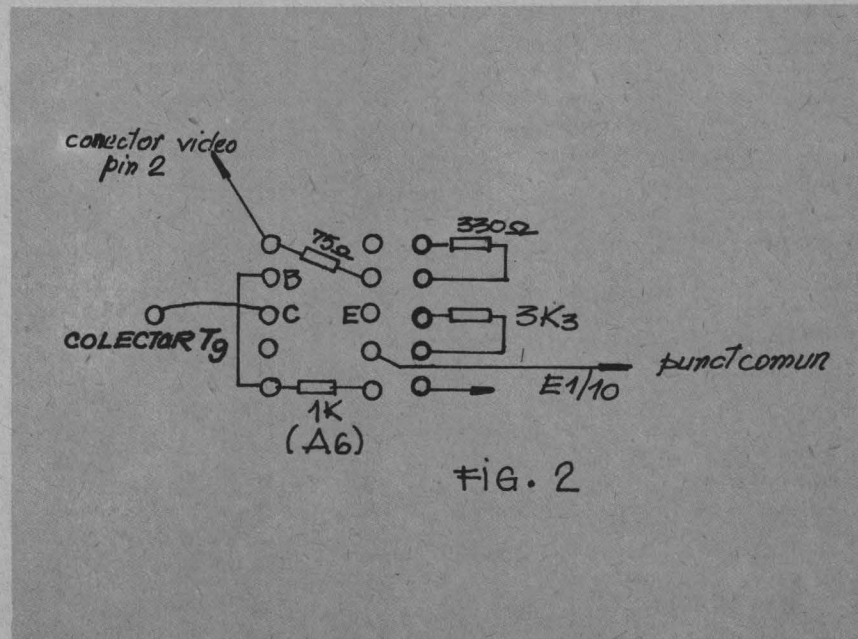 conector video
pin 2
75Ω
330Ω
B
C
E
3K3
COLECTOR T9
punct comun
E1/10
1K
(A6)
FIG. 2